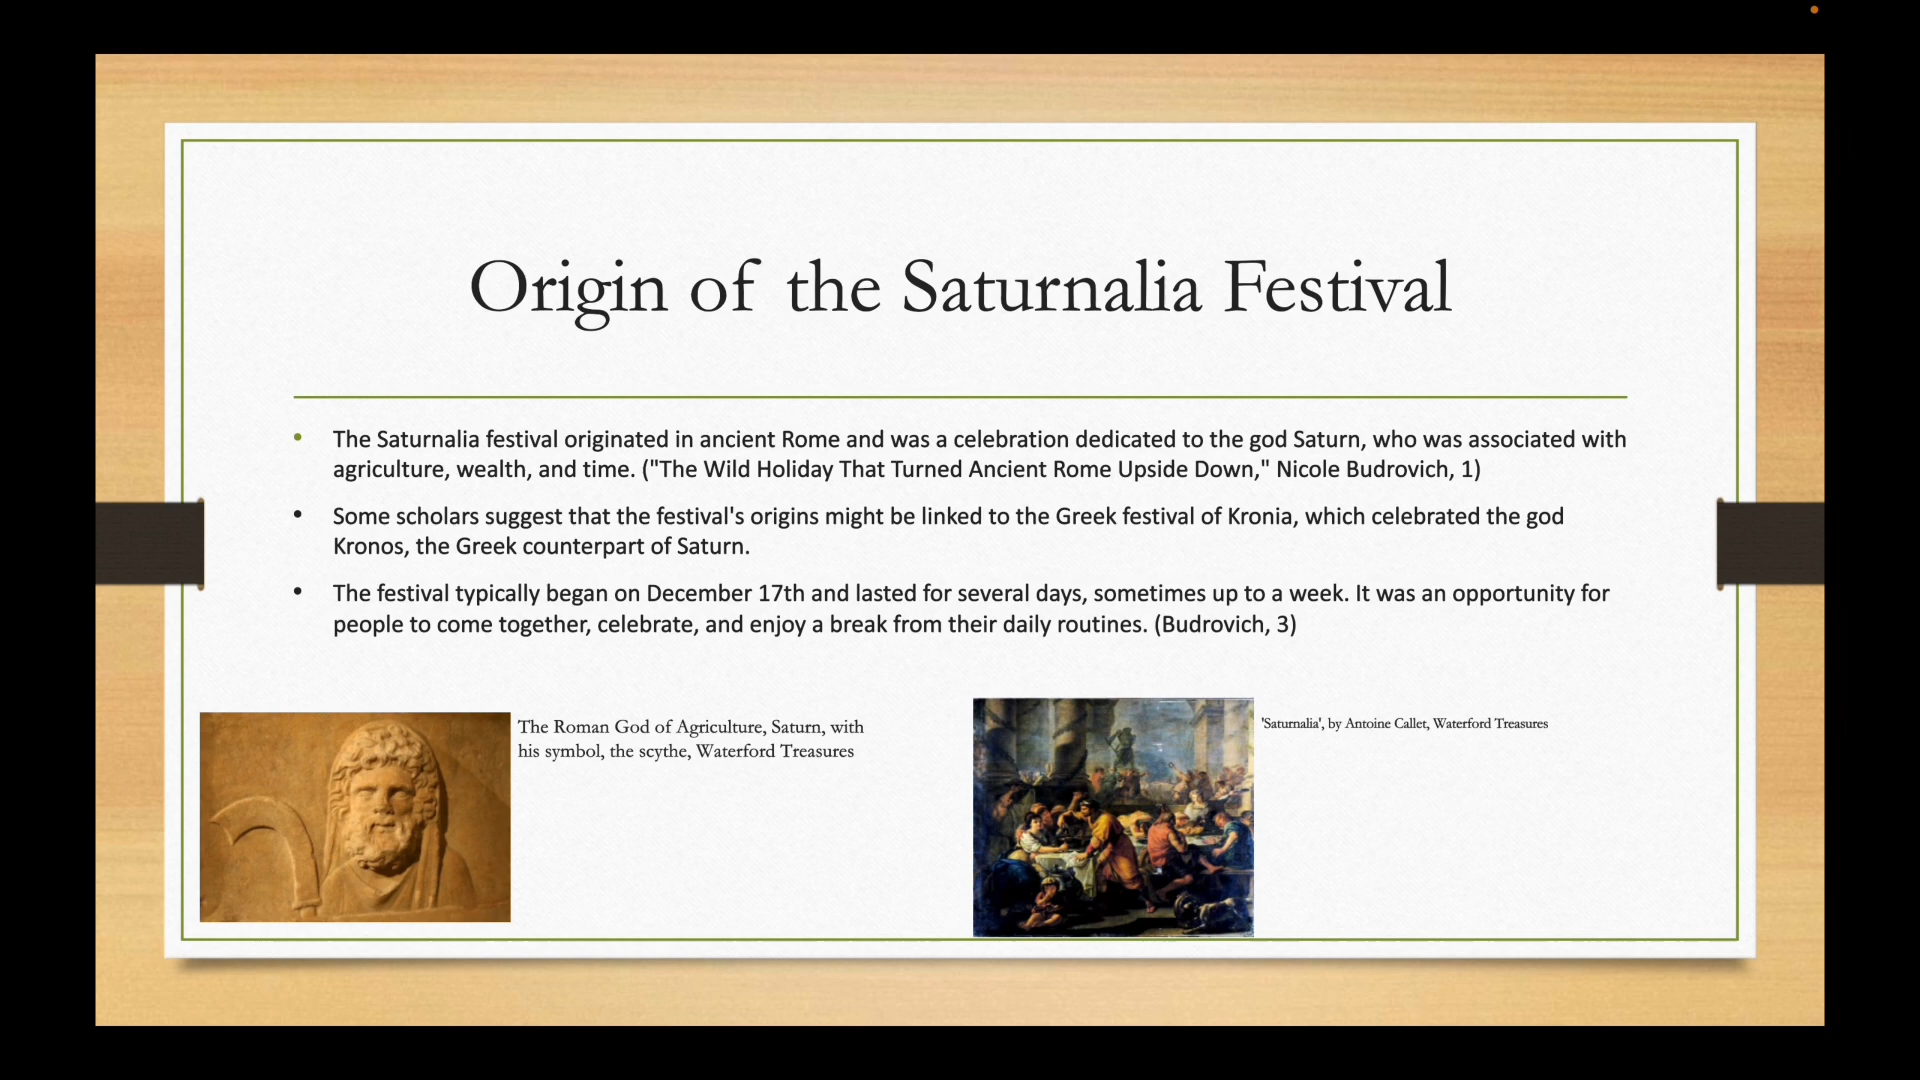 Origin of the Saturnalia Festival
• The Saturnalia festival originated in ancient Rome and was a celebration dedicated to the god Saturn, who was associated with
agriculture, wealth, and time. ("The Wild Holiday That Turned Ancient Rome Upside Down," Nicole Budrovich, 1)
• Some scholars suggest that the festival's origins might be linked to the Greek festival of Kronia, which celebrated the god
Kronos, the Greek counterpart of Saturn.
• The festival typically began on December 17th and lasted for several days, sometimes up to a week. It was an opportunity for
people to come together, celebrate, and enjoy a break from their daily routines. (Budrovich, 3)
The Roman God of Agriculture, Saturn, with
his symbol, the scythe, Waterford Treasures
'Saturnalia', by Antoine Callet, Waterford Treasures